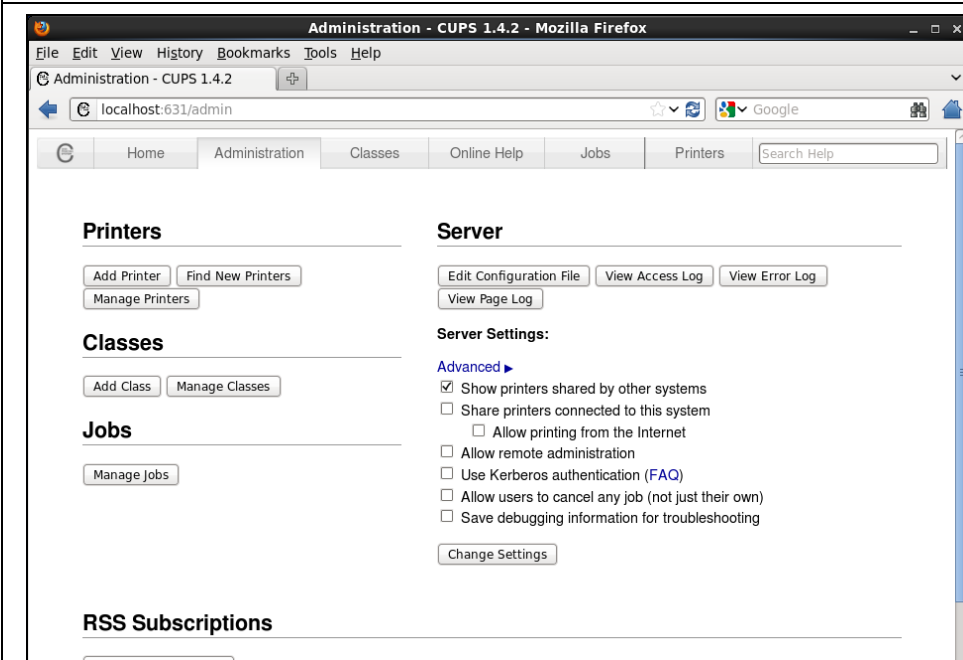 Administration - CUPS 1.4.2 - Mozilla Firefox
File Edit View History Bookmarks Tools Help
Administration - CUPS 1.4.2
localhost:631/admin
Google
Home Administration Classes Online Help Jobs Printers Search Help
Printers
Add Printer Find New Printers
Manage Printers
Classes
Add Class Manage Classes
Jobs
Manage Jobs
Server
Edit Configuration File View Access Log View Error Log
View Page Log
Server Settings:
Advanced ▶
Show printers shared by other systems
Share printers connected to this system
Allow printing from the Internet
Allow remote administration
Use Kerberos authentication (FAQ)
Allow users to cancel any job (not just their own)
Save debugging information for troubleshooting
Change Settings
RSS Subscriptions